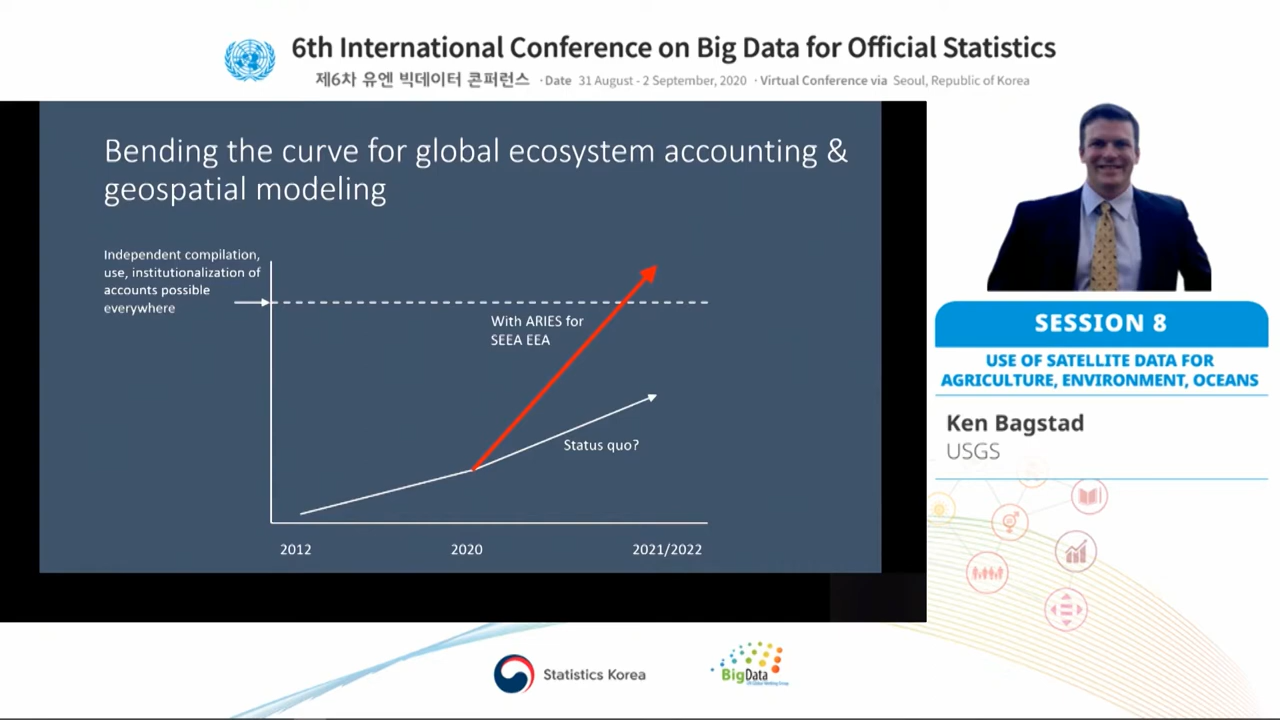 6th International Conference on Big Data for Official Statistics
제6차 유엔 빅데이터 콘퍼런스 · Date 31 August - 2 September, 2020 · Virtual Conference via Seoul, Republic of Korea
Bending the curve for global ecosystem accounting &
geospatial modeling
Independent compilation,
use, institutionalization of
accounts possible
everywhere
With ARIES for
SEEA EEA
Status quo?
2012 2020 2021/2022
SESSION 8
USE OF SATELLITE DATA FOR
AGRICULTURE, ENVIRONMENT, OCEANS
Ken Bagstad
USGS
Statistics Korea
BigData